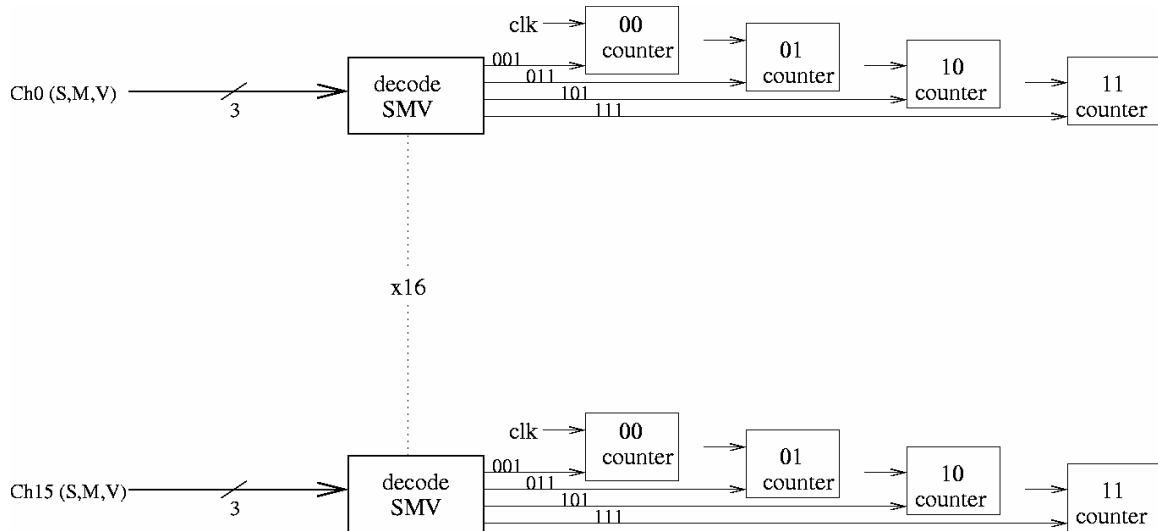 clk
00
counter
01
counter
10
counter
11
counter
001
011
101
111
Ch0 (S,M,V)
3
decode
SMV
x16
clk
00
counter
01
counter
10
counter
11
counter
001
011
101
111
Ch15 (S,M,V)
3
decode
SMV